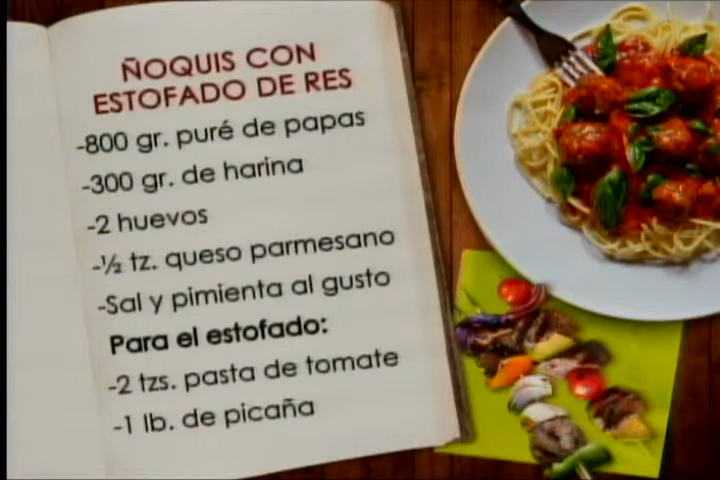 ÑOQUIS CON
ESTOFADO DE RES
-800 gr. puré de papas
-300 gr. de harina
-2 huevos
-½ tz. queso parmesano
-Sal y pimienta al gusto
Para el estofado:
-2 tzs. pasta de tomate
-1 lb. de picaña